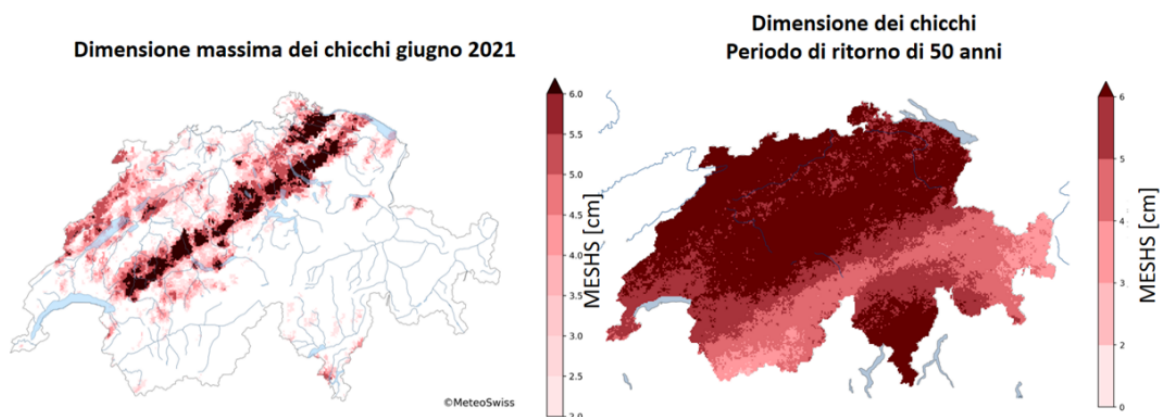 Dimensione massima dei chicchi giugno 2021
6.0
5.5
5.0
4.5
4.0
3.5
3.0
2.5
2.0
MESHS [cm]
©MeteoSwiss
Dimensione dei chicchi
Periodo di ritorno di 50 anni
6
5
4
3
2
0
MESHS [cm]